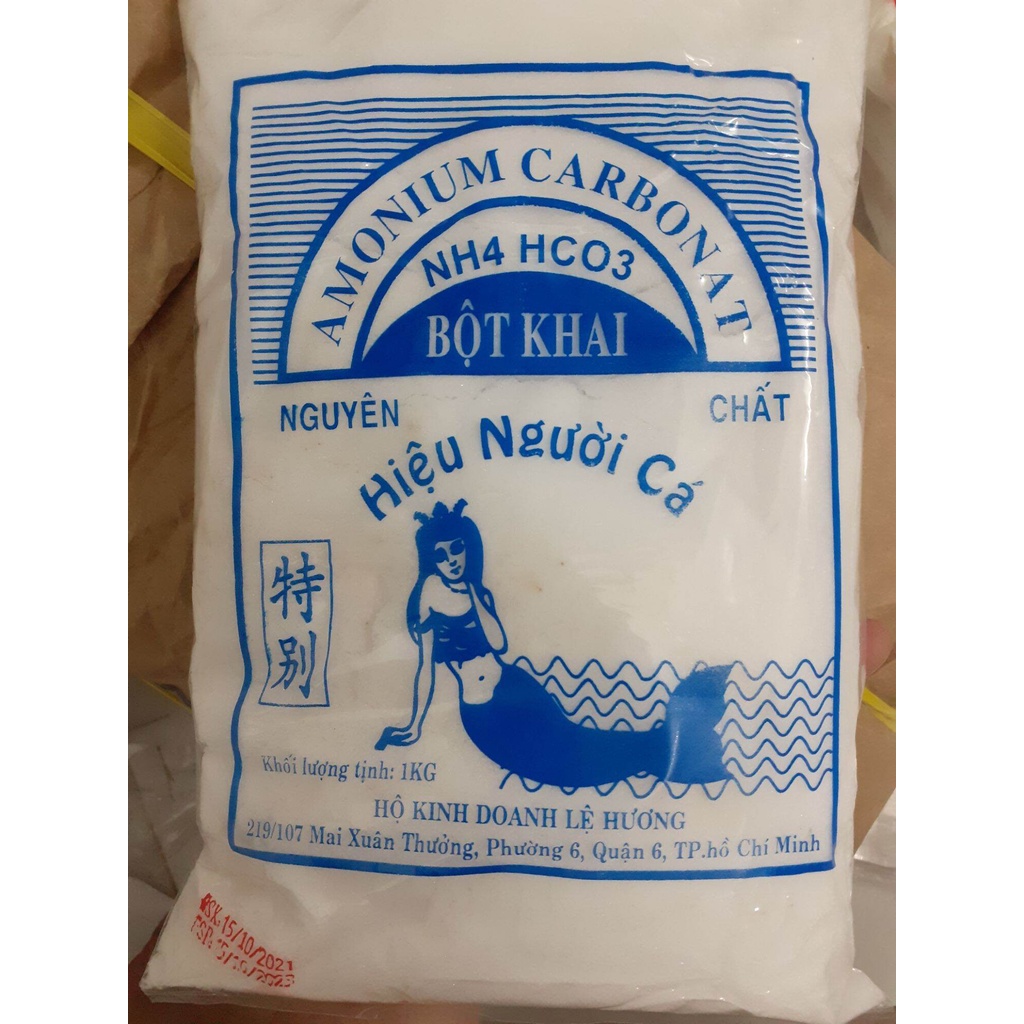 AMONIUM CARBONAT
NH4 HCO3
BỘT KHAI
NGUYÊN CHẤT
Hiệu Người Cá
特别
Khối lượng tịnh: 1KG
HỘ KINH DOANH LỆ HƯƠNG
219/107 Mai Xuân Thưởng, Phường 6, Quận 6, TP.hồ Chí Minh
15/10/2021